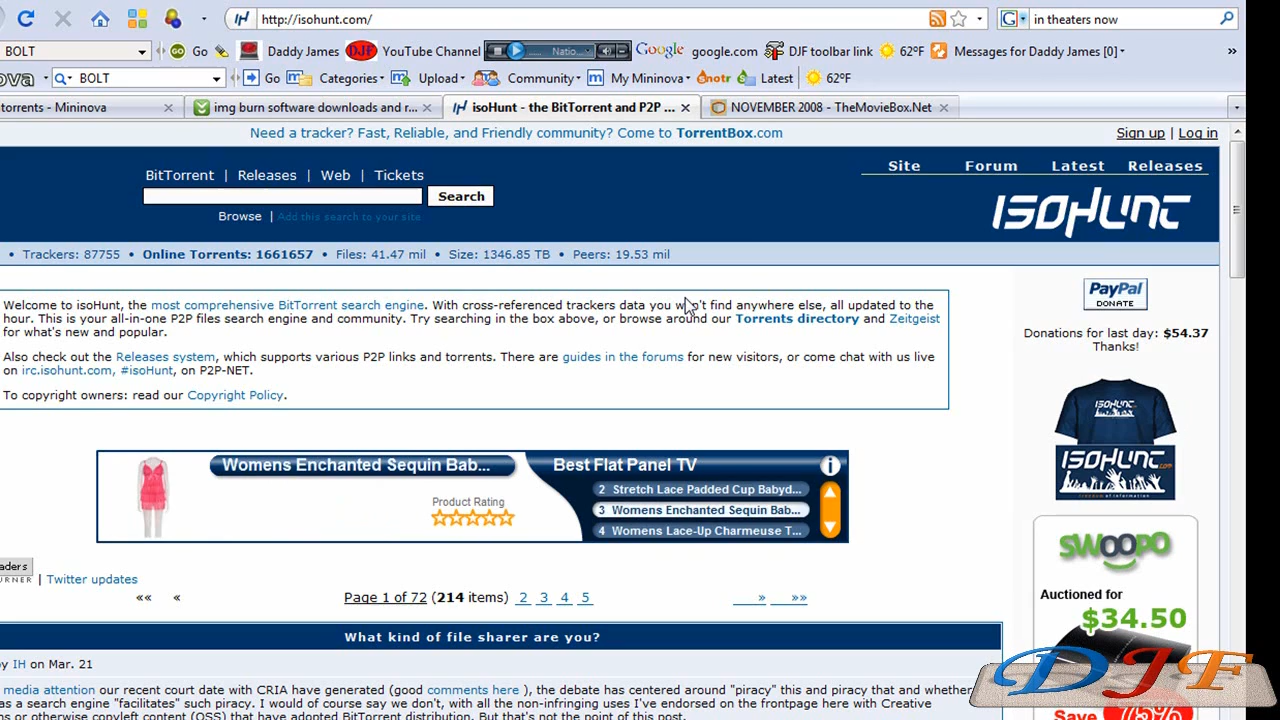 http://isohunt.com/
G in theaters now
BOLT Go Daddy James DJF YouTube Channel Natio... Google google.com DJF toolbar link 62°F Messages for Daddy James [0]
ova BOLT Go Categories Upload Community m My Mininova notr Latest 62°F
torrents - Mininova
img burn software downloads and r...
isoHunt - the BitTorrent and P2P ...
NOVEMBER 2008 - TheMovieBox.Net
Need a tracker? Fast, Reliable, and Friendly community? Come to TorrentBox.com
Sign up | Log in
BitTorrent | Releases | Web | Tickets
Site Forum Latest Releases
Search
Browse | Add this search to your site
ISOHUNT
• Trackers: 87755 • Online Torrents: 1661657 • Files: 41.47 mil • Size: 1346.85 TB • Peers: 19.53 mil
Welcome to isoHunt, the most comprehensive BitTorrent search engine. With cross-referenced trackers data you won't find anywhere else, all updated to the
hour. This is your all-in-one P2P files search engine and community. Try searching in the box above, or browse around our Torrents directory and Zeitgeist
for what's new and popular.
Also check out the Releases system, which supports various P2P links and torrents. There are guides in the forums for new visitors, or come chat with us live
on irc.isohunt.com, #isoHunt, on P2P-NET.
To copyright owners: read our Copyright Policy.
PayPal
DONATE
Donations for last day: $54.37
Thanks!
ISOHUNT
ISOHUNT.com
Womens Enchanted Sequin Bab...
Product Rating
Best Flat Panel TV
i
2 Stretch Lace Padded Cup Babyd...
3 Womens Enchanted Sequin Bab...
4 Womens Lace-Up Charmeuse T...
SWOOPO
Auctioned for
$34.50
Save 75%
aders
URNER | Twitter updates
«« « Page 1 of 72 (214 items) 2 3 4 5 » »»
What kind of file sharer are you?
by IH on Mar. 21
media attention our recent court date with CRIA have generated (good comments here ), the debate has centered around "piracy" this and piracy that and whether
as a search engine "facilitates" such piracy. I would of course say we don't, with all the non-infringing uses I've endorsed on the frontpage here with Creative
ns or otherwise copyleft content (OSS) that have adopted BitTorrent distribution. But that's not the point of this post.
DJF